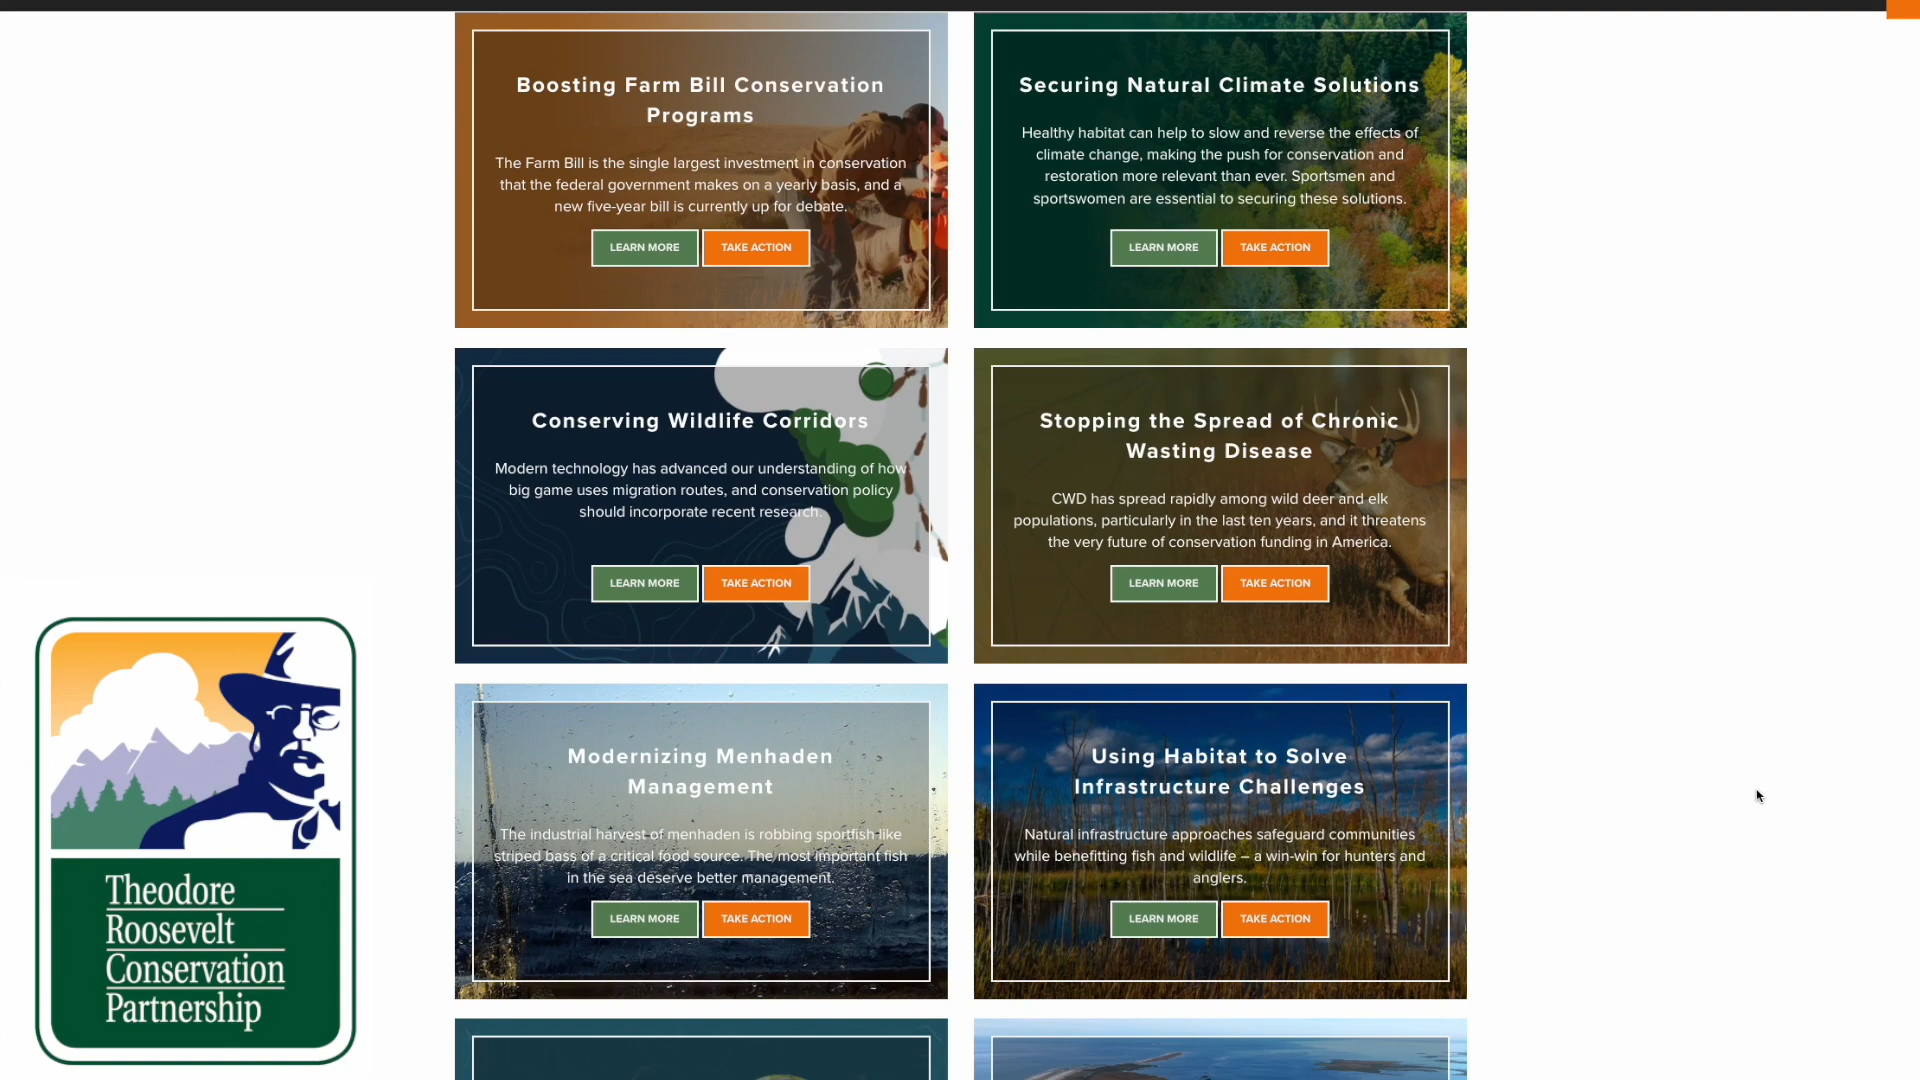 Boosting Farm Bill Conservation
Programs
The Farm Bill is the single largest investment in conservation
that the federal government makes on a yearly basis, and a
new five-year bill is currently up for debate.
LEARN MORE TAKE ACTION
Securing Natural Climate Solutions
Healthy habitat can help to slow and reverse the effects of
climate change, making the push for conservation and
restoration more relevant than ever. Sportsmen and
sportswomen are essential to securing these solutions.
LEARN MORE TAKE ACTION
Conserving Wildlife Corridors
Modern technology has advanced our understanding of how
big game uses migration routes, and conservation policy
should incorporate recent research.
LEARN MORE TAKE ACTION
Stopping the Spread of Chronic
Wasting Disease
CWD has spread rapidly among wild deer and elk
populations, particularly in the last ten years, and it threatens
the very future of conservation funding in America.
LEARN MORE TAKE ACTION
Modernizing Menhaden
Management
The industrial harvest of menhaden is robbing sportfish like
striped bass of a critical food source. The most important fish
in the sea deserve better management.
LEARN MORE TAKE ACTION
Using Habitat to Solve
Infrastructure Challenges
Natural infrastructure approaches safeguard communities
while benefitting fish and wildlife – a win-win for hunters and
anglers.
LEARN MORE TAKE ACTION
Theodore
Roosevelt
Conservation
Partnership